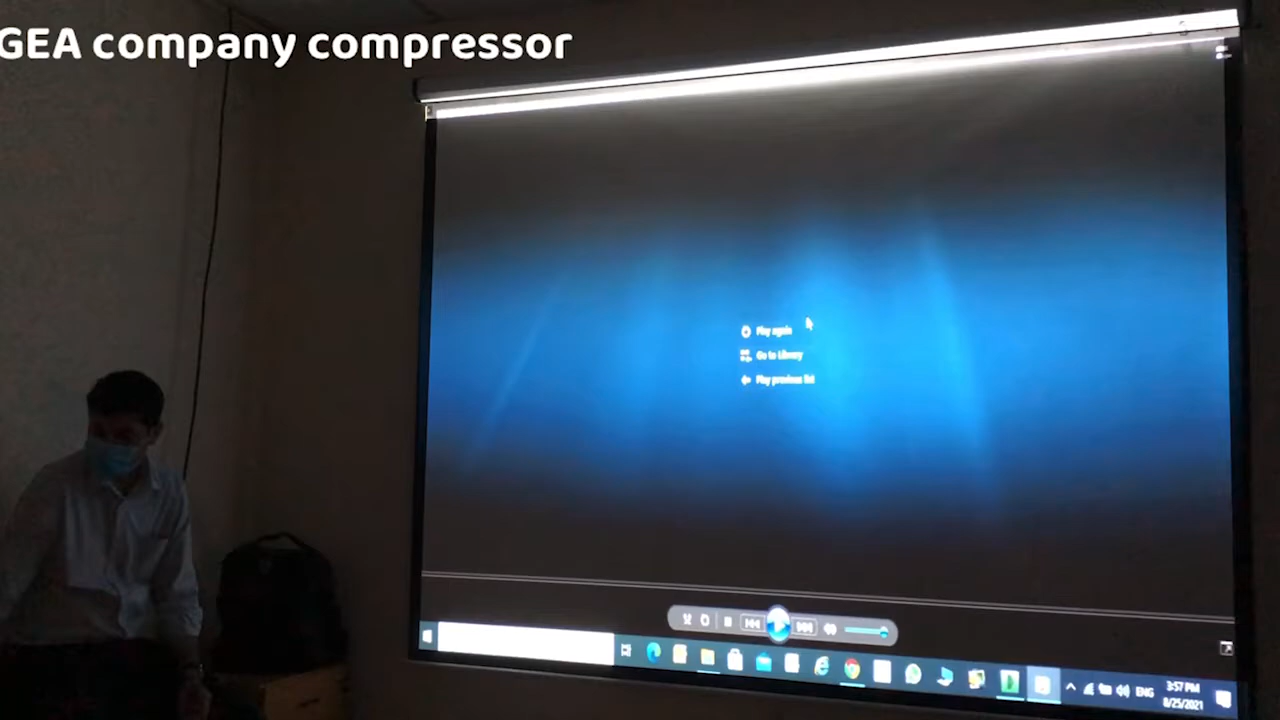 GEA company compressor
Play again
Go to Library
Play previous list
ENG
3:57 PM
8/25/2021